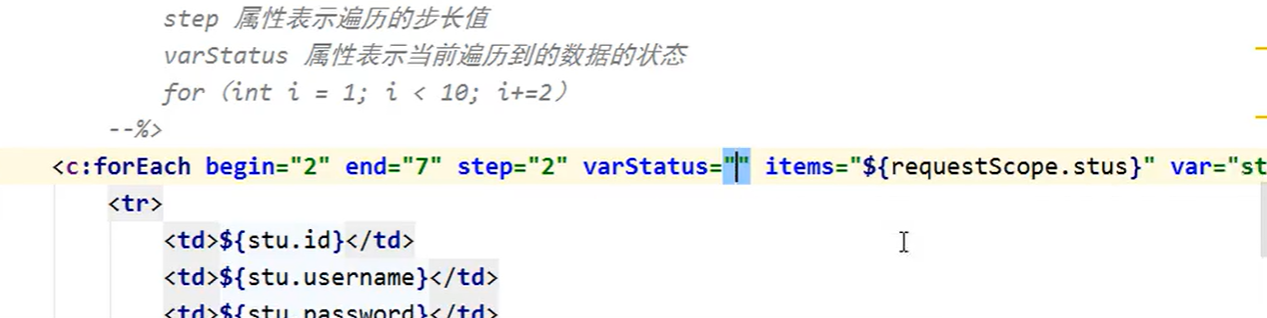 step 属性表示遍历的步长值
varStatus 属性表示当前遍历到的数据的状态
for（int i = 1; i < 10; i+=2）
--%>
<c:forEach begin="2" end="7" step="2" varStatus="" items="${requestScope.stus}" var="st
<tr>
<td>${stu.id}</td>
<td>${stu.username}</td>
<td>${stu.password}</td>